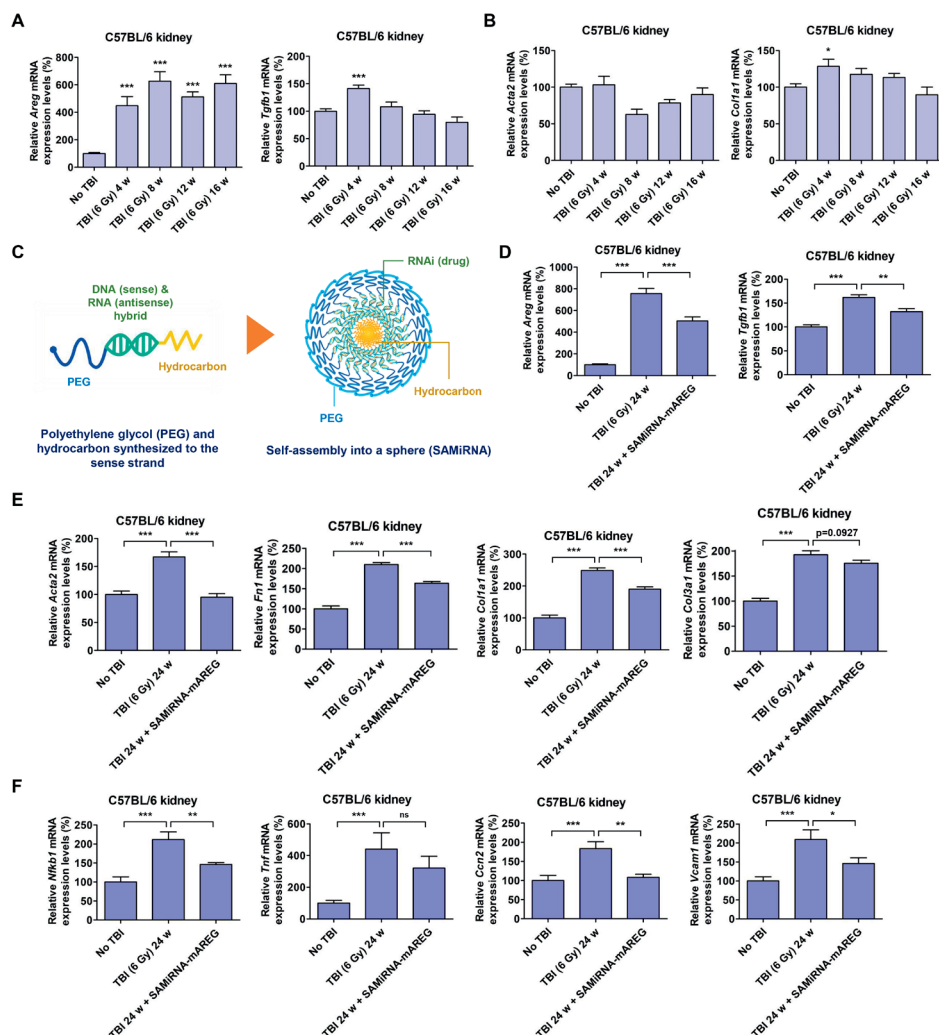 A
C57BL/6 kidney
Relative Areg mRNA
expression levels (%)
800
600
400
200
0
No TBI
TBI (6 Gy) 4 w
TBI (6 Gy) 8 w
TBI (6 Gy) 12 w
TBI (6 Gy) 16 w
***
***
***
***
C57BL/6 kidney
Relative Tgfb1 mRNA
expression levels (%)
200
150
100
50
0
***
No TBI
TBI (6 Gy) 4 w
TBI (6 Gy) 8 w
TBI (6 Gy) 12 w
TBI (6 Gy) 16 w
B
C57BL/6 kidney
Relative Acta2 mRNA
expression levels (%)
150
100
50
0
No TBI
TBI (6 Gy) 4 w
TBI (6 Gy) 8 w
TBI (6 Gy) 12 w
TBI (6 Gy) 16 w
C57BL/6 kidney
Relative Col1a1 mRNA
expression levels (%)
150
100
50
0
*
No TBI
TBI (6 Gy) 4 w
TBI (6 Gy) 8 w
TBI (6 Gy) 12 w
TBI (6 Gy) 16 w
C
DNA (sense) &
RNA (antisense)
hybrid
PEG
Hydrocarbon
Polyethylene glycol (PEG) and
hydrocarbon synthesized to the
sense strand
RNAi (drug)
Hydrocarbon
PEG
Self-assembly into a sphere (SAMiRNA)
D
C57BL/6 kidney
Relative Areg mRNA
expression levels (%)
1000
800
600
400
200
0
***
***
No TBI
TBI (6 Gy) 24 w
TBI 24 w + SAMiRNA-mAREG
C57BL/6 kidney
Relative Tgfb1 mRNA
expression levels (%)
200
150
100
50
0
***
**
No TBI
TBI (6 Gy) 24 w
TBI 24 w + SAMiRNA-mAREG
E
C57BL/6 kidney
Relative Acta2 mRNA
expression levels (%)
200
150
100
50
0
***
***
No TBI
TBI (6 Gy) 24 w
TBI 24 w + SAMiRNA-mAREG
C57BL/6 kidney
Relative Fn1 mRNA
expression levels (%)
250
200
150
100
50
0
***
***
No TBI
TBI (6 Gy) 24 w
TBI 24 w + SAMiRNA-mAREG
C57BL/6 kidney
Relative Col1a1 mRNA
expression levels (%)
300
200
100
0
***
***
No TBI
TBI (6 Gy) 24 w
TBI 24 w + SAMiRNA-mAREG
C57BL/6 kidney
Relative Col3a1 mRNA
expression levels (%)
250
200
150
100
50
0
***
p=0.0927
No TBI
TBI (6 Gy) 24 w
TBI 24 w + SAMiRNA-mAREG
F
C57BL/6 kidney
Relative Nfkb1 mRNA
expression levels (%)
250
200
150
100
50
0
***
**
No TBI
TBI (6 Gy) 24 w
TBI 24 w + SAMiRNA-mAREG
C57BL/6 kidney
Relative Tnf mRNA
expression levels (%)
600
400
200
0
***
ns
No TBI
TBI (6 Gy) 24 w
TBI 24 w + SAMiRNA-mAREG
C57BL/6 kidney
Relative Ccn2 mRNA
expression levels (%)
250
200
150
100
50
0
***
**
No TBI
TBI (6 Gy) 24 w
TBI 24 w + SAMiRNA-mAREG
C57BL/6 kidney
Relative Vcam1 mRNA
expression levels (%)
250
200
150
100
50
0
***
*
No TBI
TBI (6 Gy) 24 w
TBI 24 w + SAMiRNA-mAREG